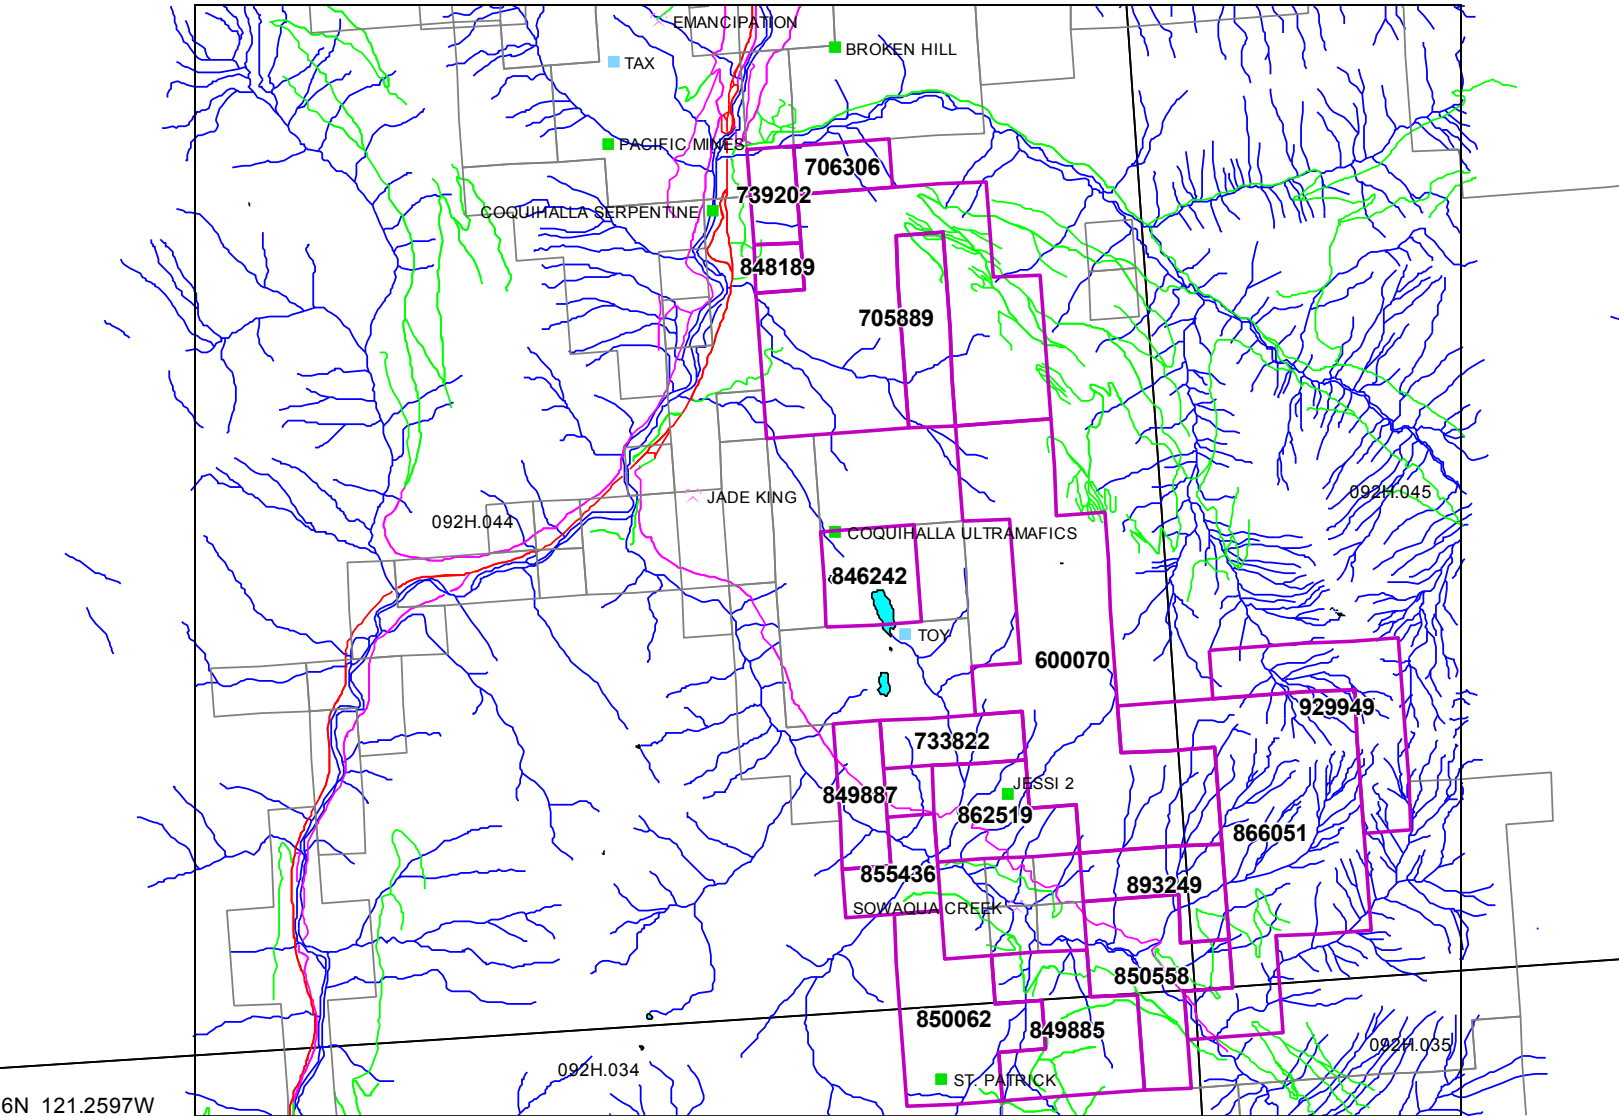 EMANCIPATION
BROKEN HILL
TAX
PACIFIC MINES
706306
739202
COQUIHALLA SERPENTINE
848189
705889
092H.045
JADE KING
092H.044
COQUIHALLA ULTRAMAFICS
846242
TOY
600070
929949
733822
JESSI 2
849887
862519
866051
855436
893249
SOWAQUA CREEK
850558
850062
849885
092H.035
092H.034
ST. PATRICK
6N 121.2597W